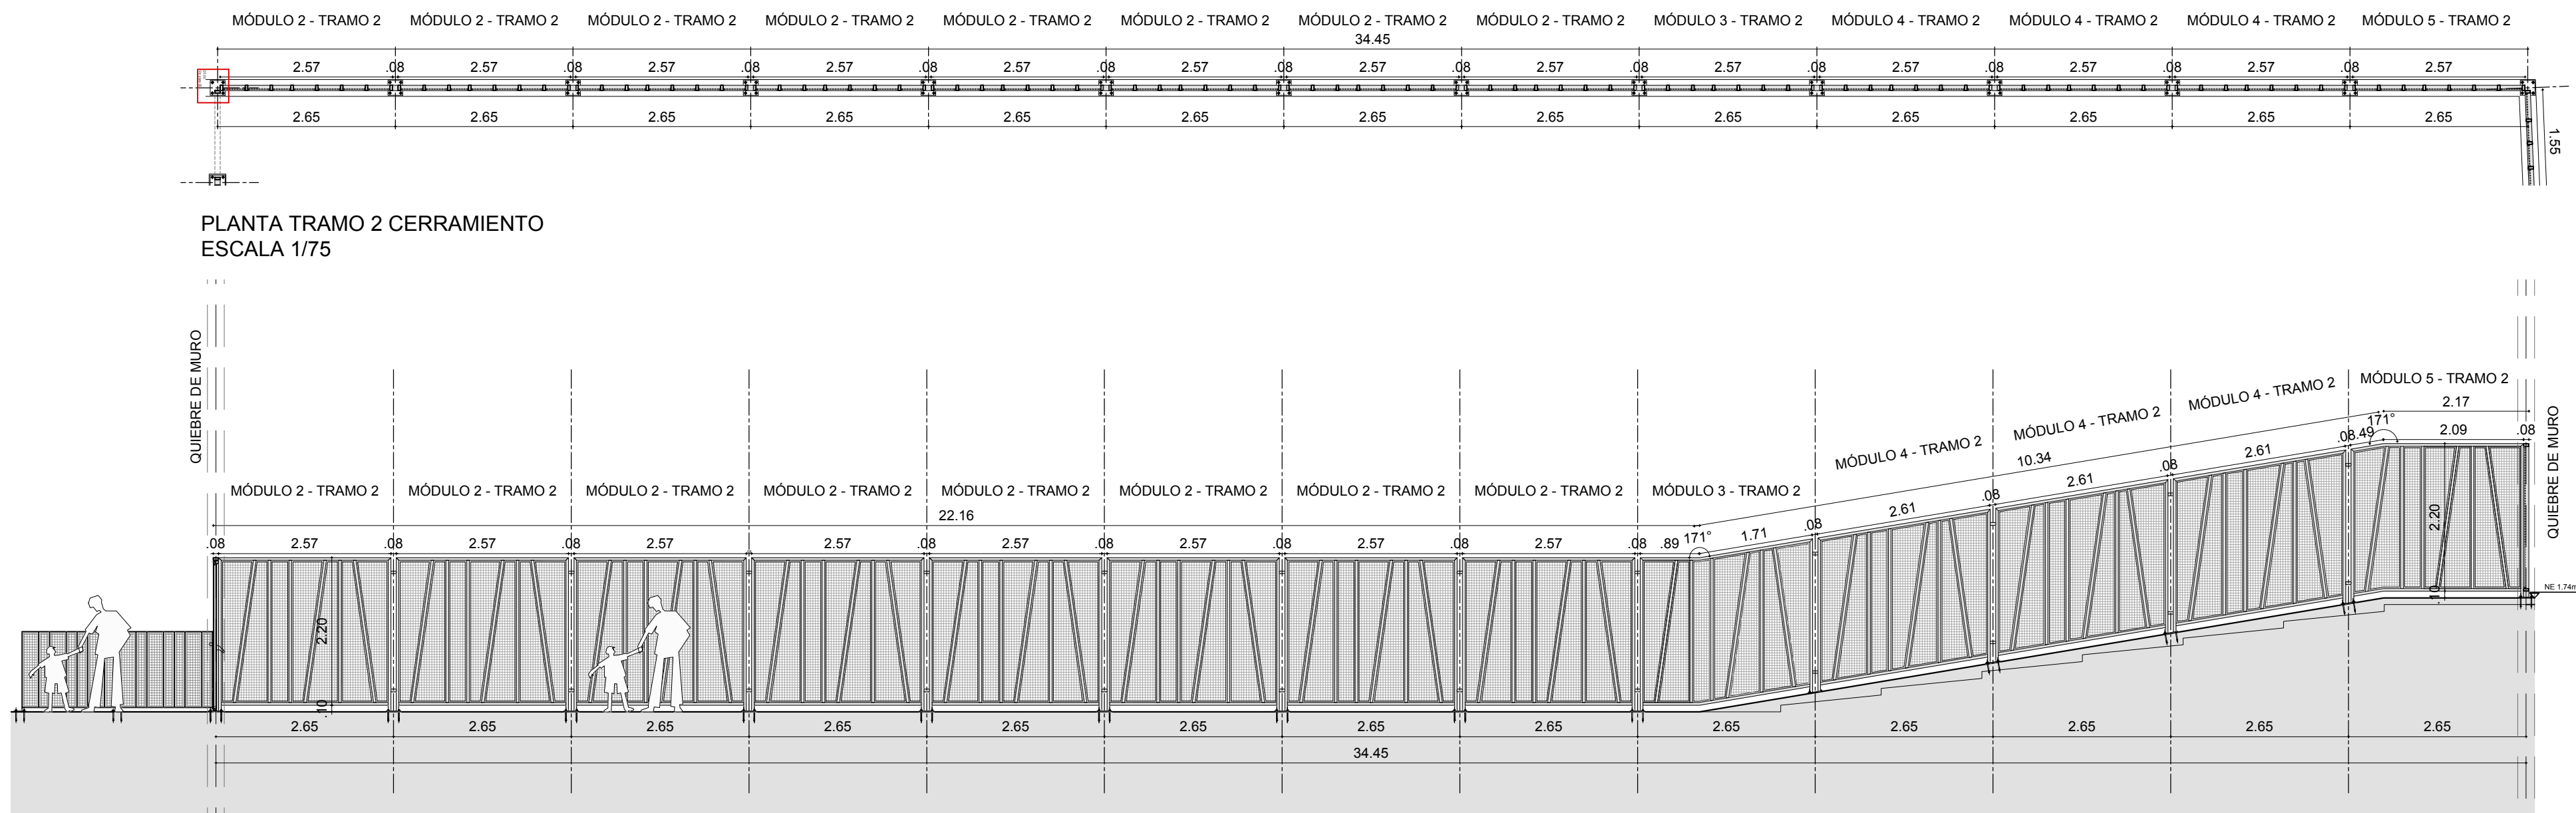 MÓDULO 2 - TRAMO 2 MÓDULO 2 - TRAMO 2 MÓDULO 2 - TRAMO 2 MÓDULO 2 - TRAMO 2 MÓDULO 2 - TRAMO 2 MÓDULO 2 - TRAMO 2 MÓDULO 2 - TRAMO 2 MÓDULO 2 - TRAMO 2 MÓDULO 3 - TRAMO 2 MÓDULO 4 - TRAMO 2 MÓDULO 4 - TRAMO 2 MÓDULO 4 - TRAMO 2 MÓDULO 5 - TRAMO 2
34.45
2.57 .08 2.57 .08 2.57 .08 2.57 .08 2.57 .08 2.57 .08 2.57 .08 2.57 .08 2.57 .08 2.57 .08 2.57 .08 2.57 .08 2.57
2.65 2.65 2.65 2.65 2.65 2.65 2.65 2.65 2.65 2.65 2.65 2.65 2.65
1.55
PLANTA TRAMO 2 CERRAMIENTO
ESCALA 1/75
QUIEBRE DE MURO
QUIEBRE DE MURO
MÓDULO 4 - TRAMO 2 MÓDULO 4 - TRAMO 2 MÓDULO 4 - TRAMO 2 MÓDULO 5 - TRAMO 2
2.17
10.34
171°
1.71 .08 2.61 .08 2.61 .08 2.61 .08 .49 2.09 .08
MÓDULO 2 - TRAMO 2 MÓDULO 2 - TRAMO 2 MÓDULO 2 - TRAMO 2 MÓDULO 2 - TRAMO 2 MÓDULO 2 - TRAMO 2 MÓDULO 2 - TRAMO 2 MÓDULO 2 - TRAMO 2 MÓDULO 2 - TRAMO 2 MÓDULO 3 - TRAMO 2
22.16
.08 2.57 .08 2.57 .08 2.57 2.57 .08 2.57 .08 2.57 .08 2.57 .08 2.57 .08 .89 171°
2.20
.10
2.20
.10
NE 1.74m
2.65 2.65 2.65 2.65 2.65 2.65 2.65 2.65 2.65 2.65 2.65 2.65 2.65
34.45